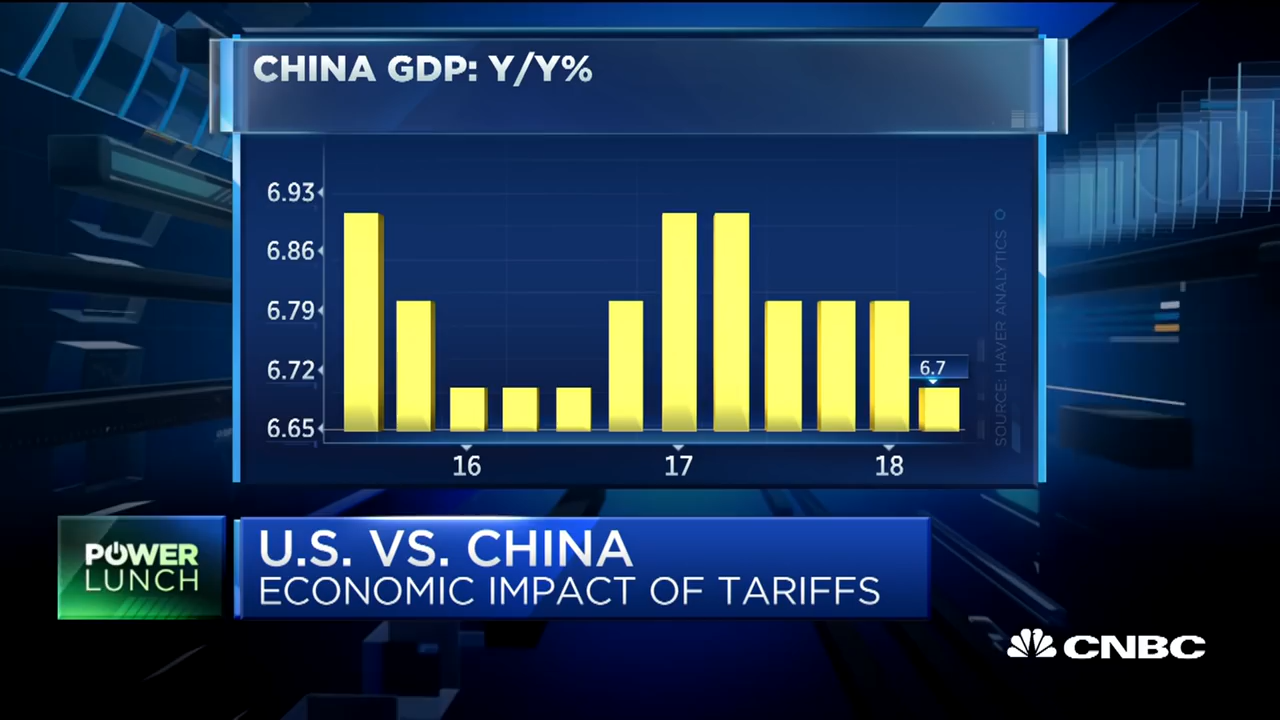 CHINA GDP: Y/Y%
6.93
6.86
6.79
6.72
6.65
6.7
16 17 18
SOURCE: HAVER ANALYTICS
POWER
LUNCH
U.S. VS. CHINA
ECONOMIC IMPACT OF TARIFFS
CNBC